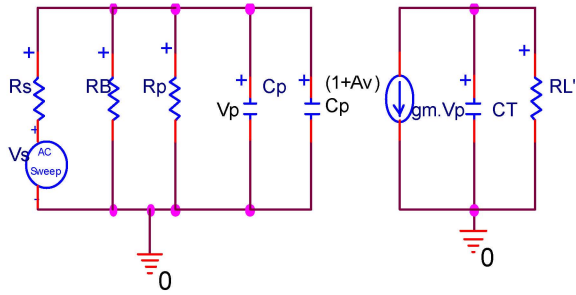 Rs
RB
Rp
Cp
Vp
(1+Av)
Cp
gm.Vp
CT
RL'
Vs
AC
Sweep
0
0
+
+
+
+
+
+
+
+
-